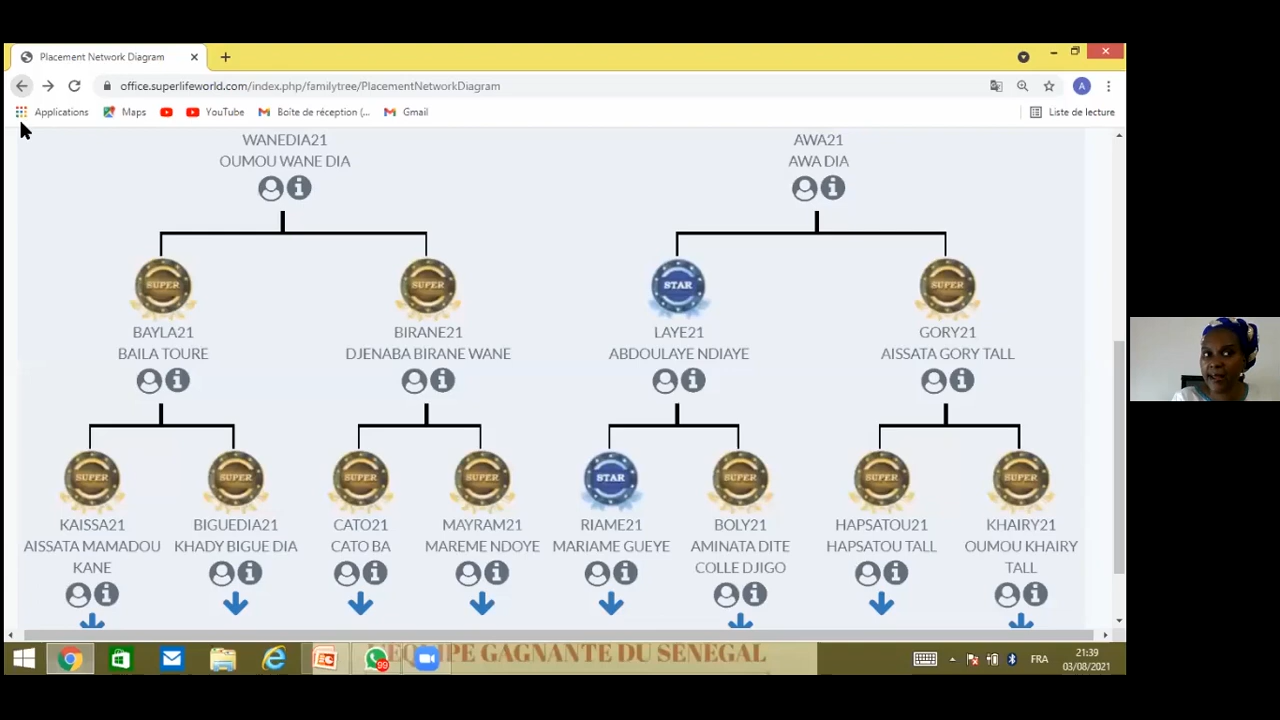 Placement Network Diagram
office.superlifeworld.com/index.php/familytree/PlacementNetworkDiagram
A
Applications Maps YouTube Boîte de réception (... Gmail Liste de lecture
WANEDIA21 AWA21
OUMOU WANE DIA AWA DIA
SUPER SUPER STAR SUPER
BAYLA21 BIRANE21 LAYE21 GORY21
BAILA TOURE DJENABA BIRANE WANE ABDOULAYE NDIAYE AISSATA GORY TALL
SUPER SUPER SUPER SUPER STAR SUPER SUPER SUPER
KAISSA21 BIGUEDIA21 CATO21 MAYRAM21 RIAME21 BOLY21 HAPSATOU21 KHAIRY21
AISSATA MAMADOU KHADY BIGUE DIA CATO BA MAREME NDOYE MARIAME GUEYE AMINATA DITE HAPSATOU TALL OUMOU KHAIRY
KANE COLLE DJIGO TALL
EQUIPE GAGNANTE DU SENEGAL
99
FRA
21:39
03/08/2021